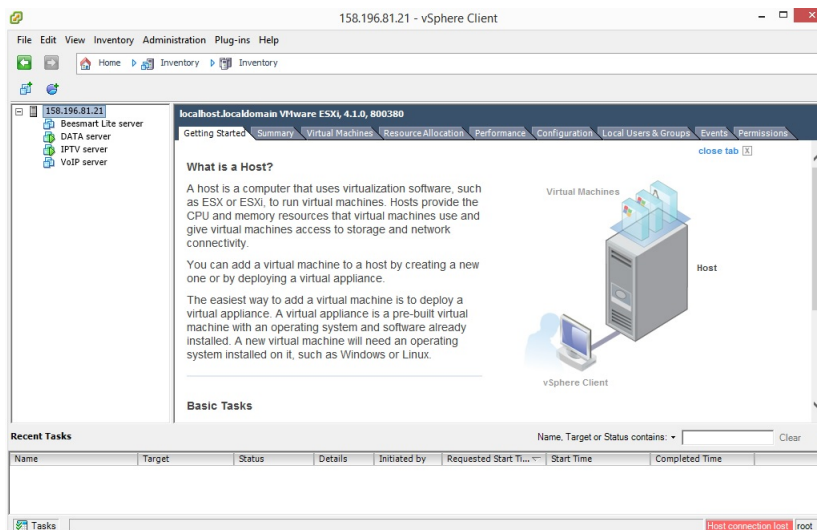 158.196.81.21 - vSphere Client
File Edit View Inventory Administration Plug-ins Help
Home Inventory Inventory
158.196.81.21
Beesmart Lite server
DATA server
IPTV server
VoIP server
localhost.localdomain VMware ESXi, 4.1.0, 800380
Getting Started Summary Virtual Machines Resource Allocation Performance Configuration Local Users & Groups Events Permissions
close tab X
What is a Host?
A host is a computer that uses virtualization software, such
as ESX or ESXi, to run virtual machines. Hosts provide the
CPU and memory resources that virtual machines use and
give virtual machines access to storage and network
connectivity.
You can add a virtual machine to a host by creating a new
one or by deploying a virtual appliance.
The easiest way to add a virtual machine is to deploy a
virtual appliance. A virtual appliance is a pre-built virtual
machine with an operating system and software already
installed. A new virtual machine will need an operating
system installed on it, such as Windows or Linux.
Basic Tasks
Virtual Machines
Host
vSphere Client
Recent Tasks
Name, Target or Status contains: Clear
Name Target Status Details Initiated by Requested Start Ti... Start Time Completed Time
Tasks
Host connection lost root